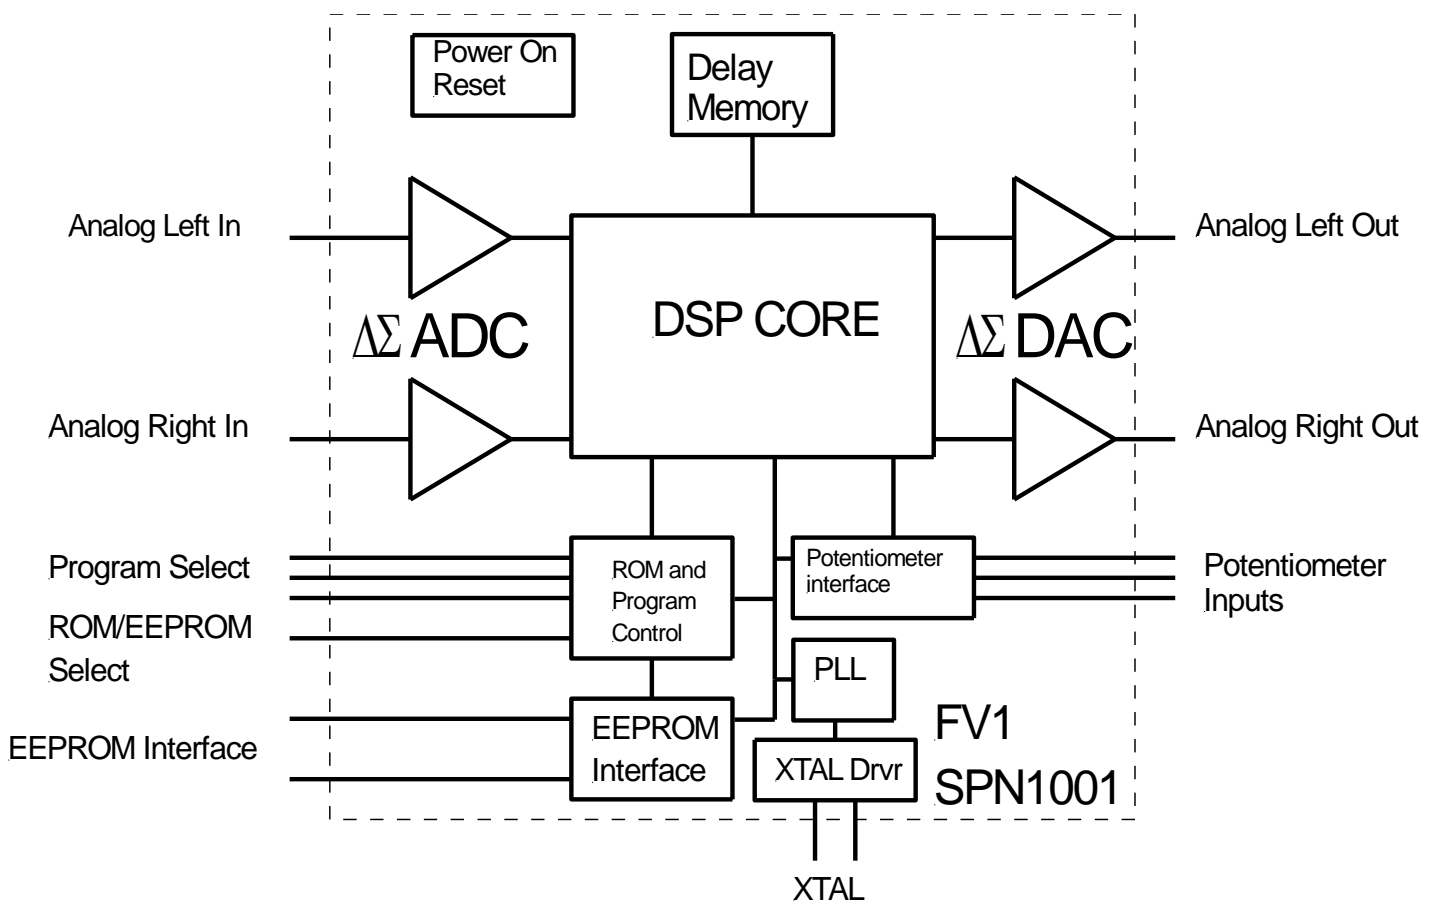 Power On
Reset
Delay
Memory
Analog Left In
Analog Left Out
DSP CORE
ΔΣ ADC
ΔΣ DAC
Analog Right In
Analog Right Out
Program Select
ROM/EEPROM
Select
ROM and
Program
Control
Potentiometer
interface
Potentiometer
Inputs
PLL
EEPROM Interface
EEPROM
Interface
XTAL Drvr
FV1
SPN1001
XTAL